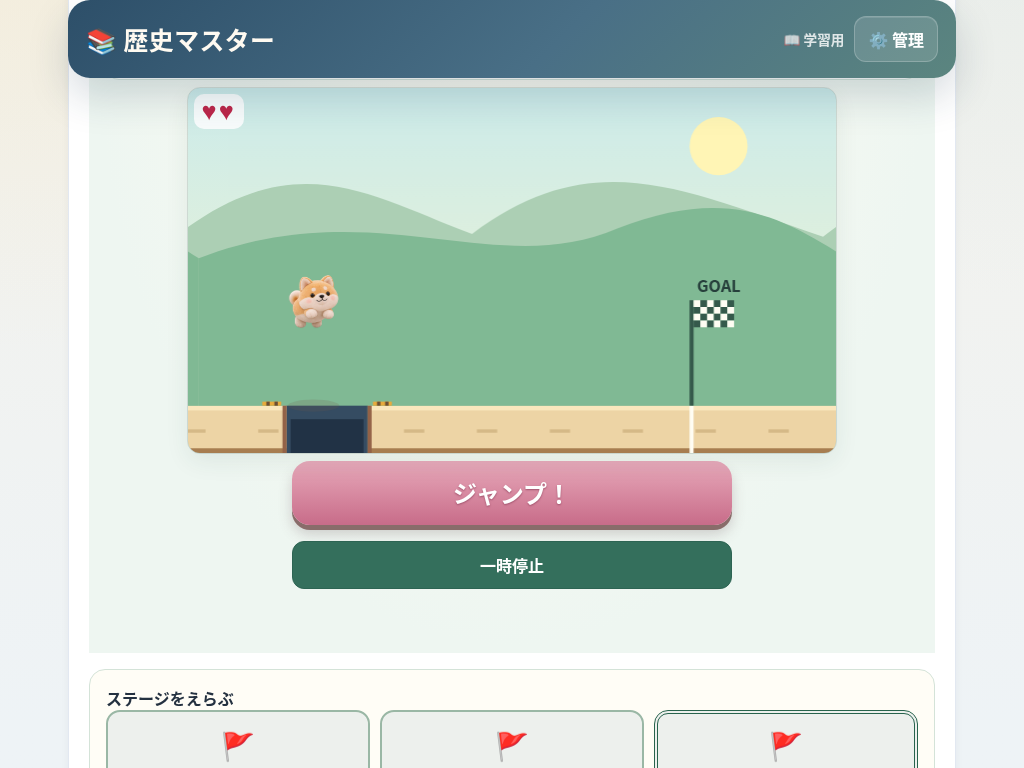 📚 歴史マスター
📖 学習用
⚙️ 管理
♥♥
GOAL
ジャンプ！
一時停止
ステージをえらぶ